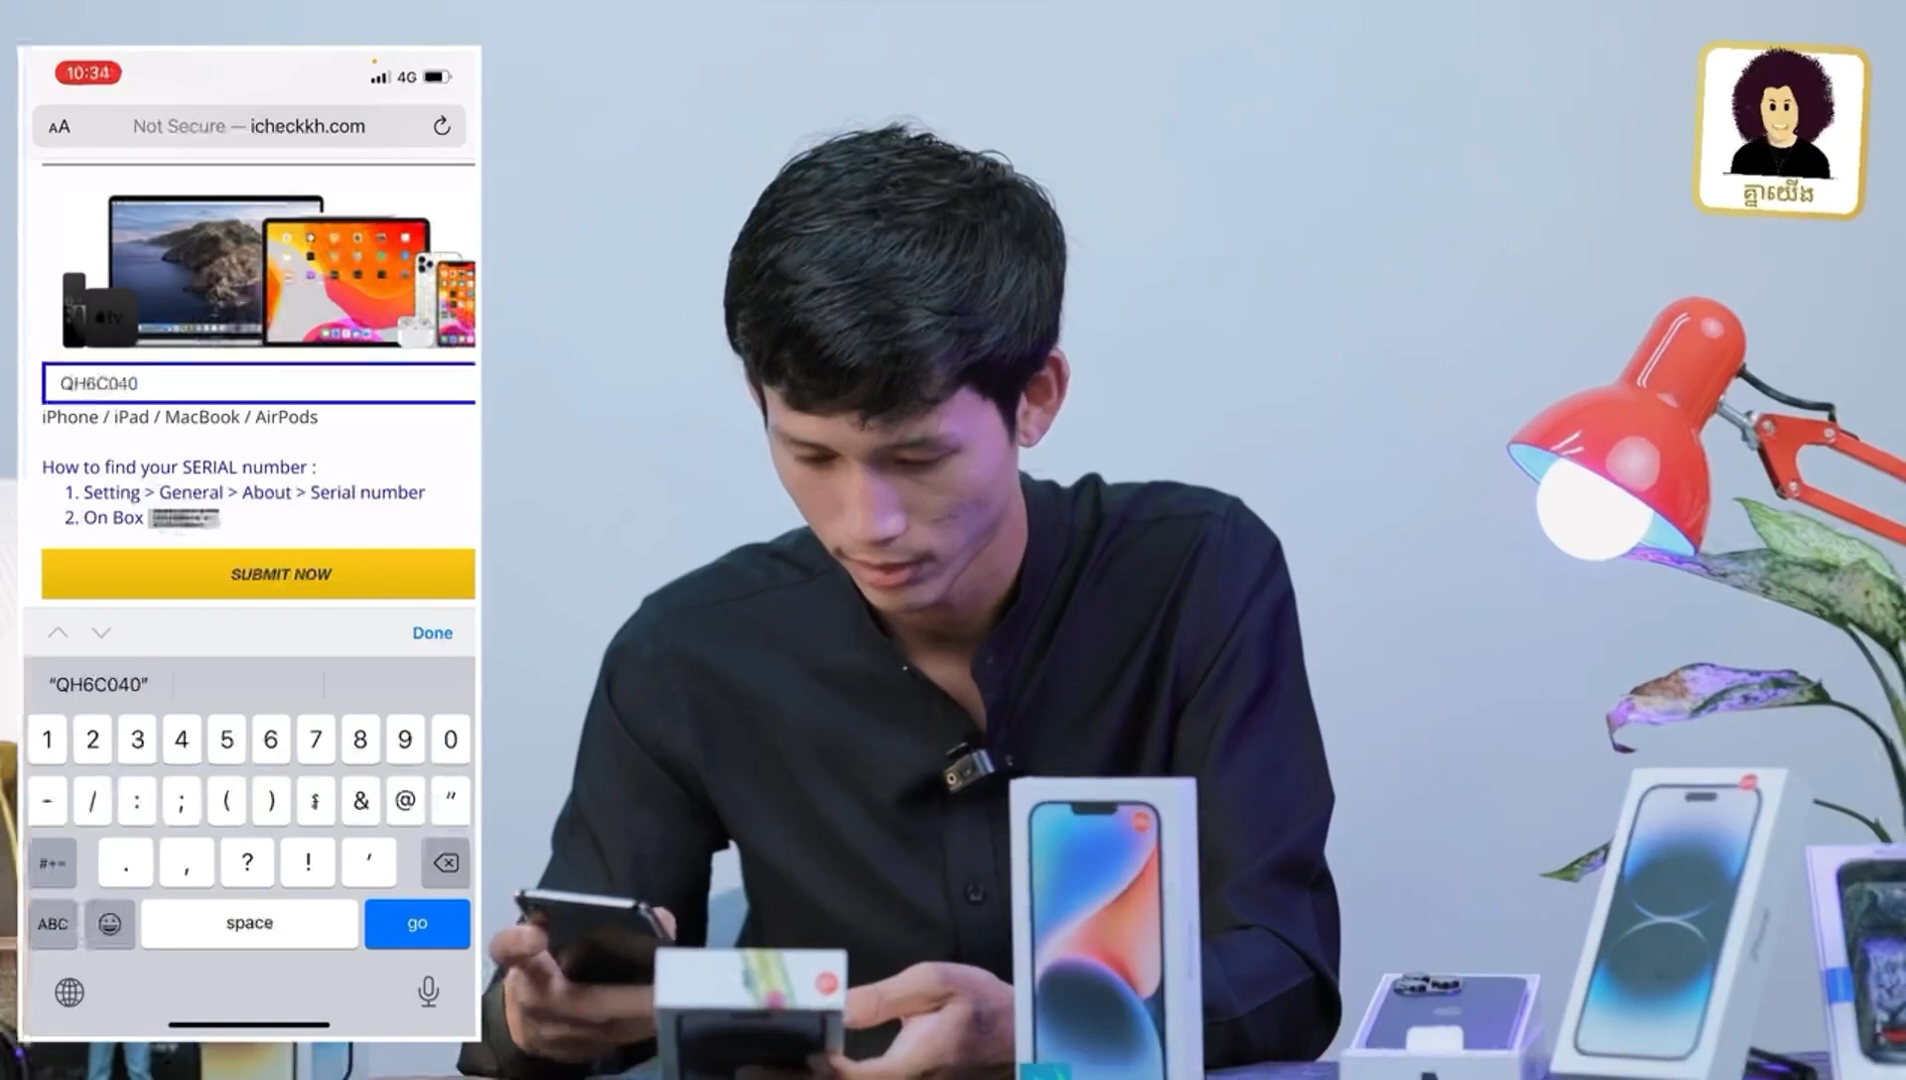 10:34
4G
AA
Not Secure — icheckkh.com
tv
QH6C040
iPhone / iPad / MacBook / AirPods
How to find your SERIAL number :
1. Setting > General > About > Serial number
2. On Box
SUBMIT NOW
Done
“QH6C040”
1 2 3 4 5 6 7 8 9 0
- / : ; ( ) ៛ & @ "
#+= . , ? ! ’
ABC space go
គ្នាយើង